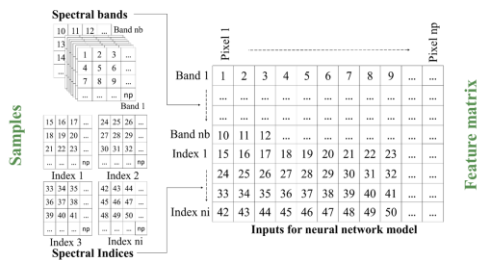 Spectral bands
10 11 12 ... Band nb
13
14
1 2 3 ...
4 5 6 ...
7 8 9 ...
... ... ... np
Band 1
15 16 17 ...
18 19 20 ...
21 22 23 ...
... ... ... np
Index 1
24 25 26 ...
27 28 29 ...
30 31 32 ...
... ... ... np
Index 2
33 34 35 ...
36 37 38 ...
39 40 41 ...
... ... ... np
Index 3
42 43 44 ...
45 46 47 ...
48 49 50 ...
... ... ... np
Index ni
Spectral Indices
Samples
Pixel 1
Pixel np
Band 1 1 2 3 4 5 6 7 8 9 ... ...
... ... ... ... ... ... ... ... ... ... ...
... ... ... ... ... ... ... ... ... ... ...
Band nb 10 11 12 ... ... ... ... ... ... ... ...
Index 1 15 16 17 18 19 20 21 22 23 ... ...
24 25 26 27 28 29 30 31 32 ... ...
33 34 35 36 37 38 39 40 41 ... ...
Index ni 42 43 44 45 46 47 48 49 50 ... ...
Inputs for neural network model
Feature matrix